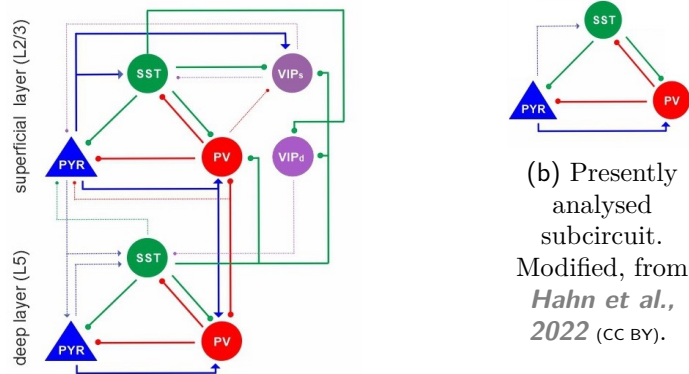 superficial layer (L2/3)
SST
VIPs
PYR
PV
VIPd
deep layer (L5)
SST
PYR
PV
SST
PYR
PV
(b) Presently
analysed
subcircuit.
Modified, from
Hahn et al.,
2022 (CC BY).